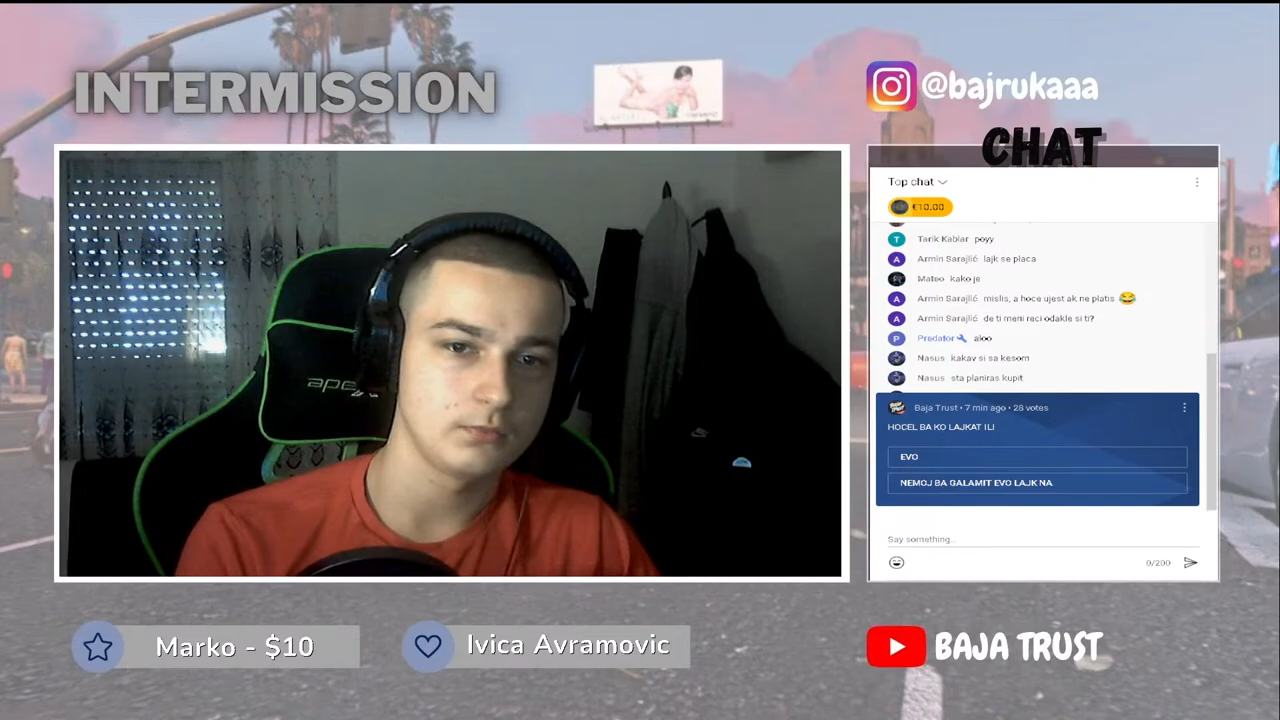 INTERMISSION
@bajrukaaa
CHAT
Top chat
€10.00
Tarik Kablar poyy
Armin Sarajlić lajk se placa
Mateo kako je
Armin Sarajlić mislis, a hoce ujest ak ne platis 😂
Armin Sarajlić de ti meni reci odakle si ti?
Predator aloo
Nasus kakav si sa kesom
Nasus sta planiras kupit
Baja Trust • 7 min ago • 28 votes
HOCEL BA KO LAJKAT ILI
EVO
NEMOJ BA GALAMIT EVO LAJK NA
Say something...
0/200
Marko - $10
Ivica Avramovic
BAJA TRUST